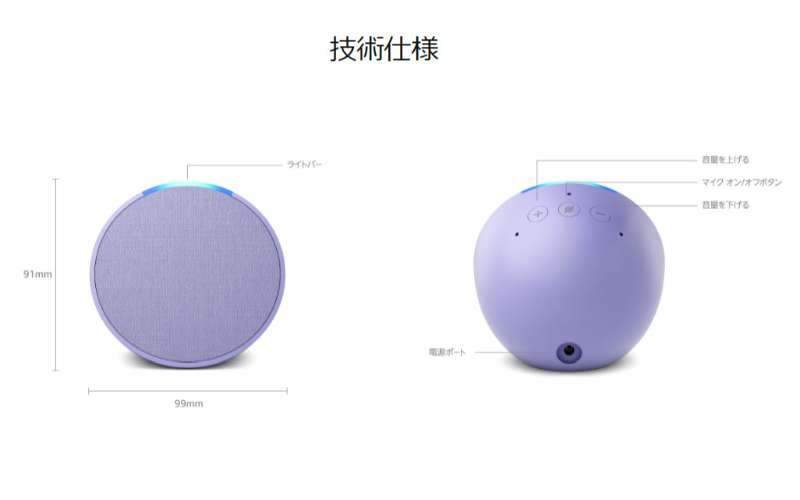 技術仕様
ライトバー
91mm
99mm
音量を上げる
マイク オン/オフボタン
音量を下げる
電源ポート